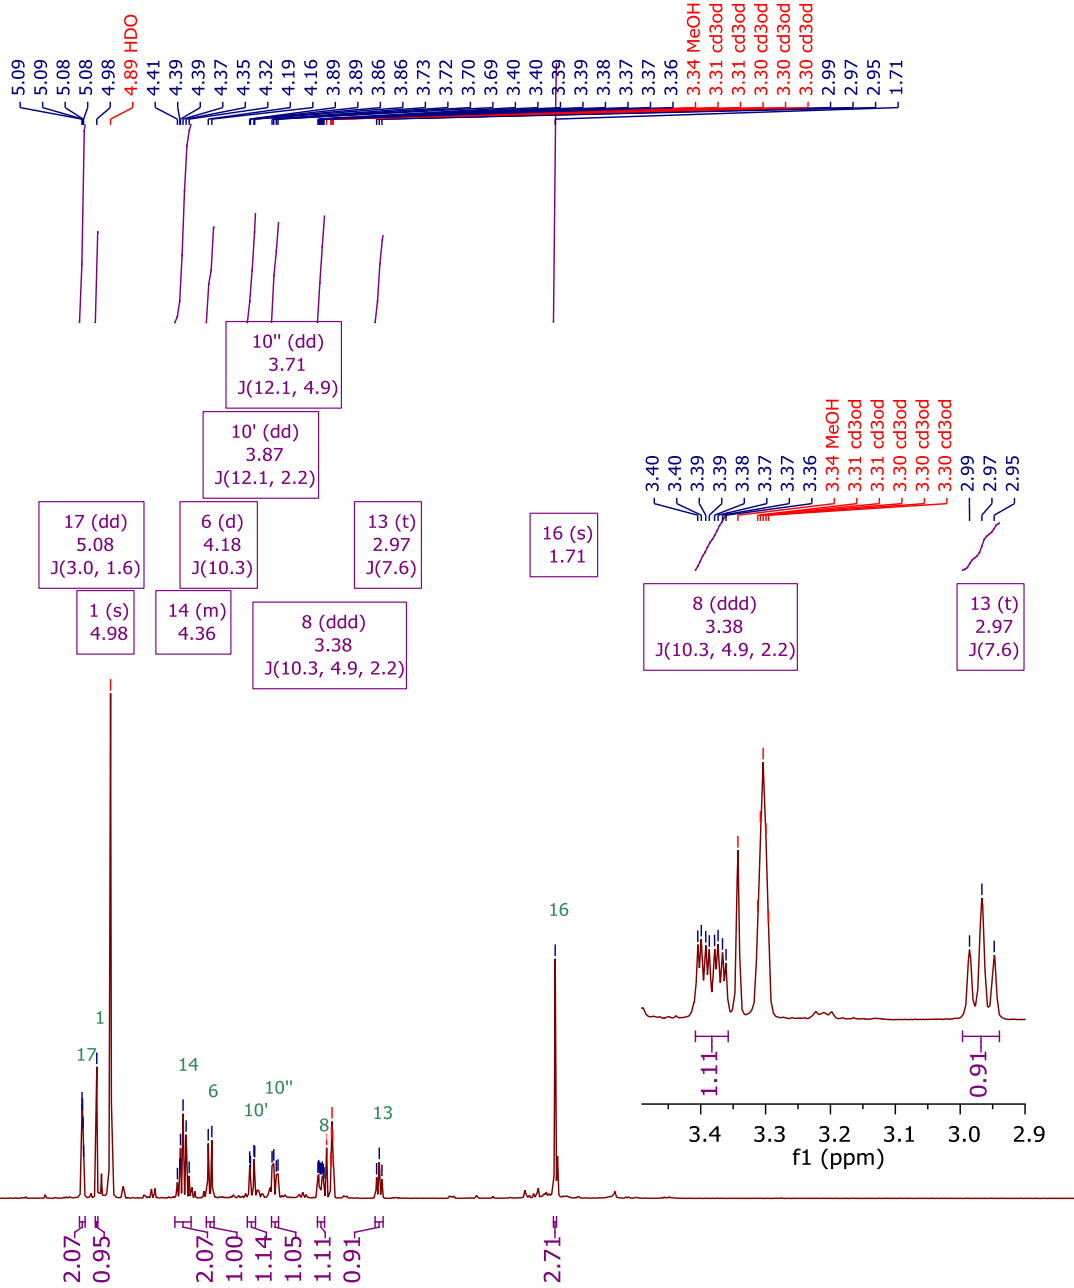 5.09
5.09
5.08
5.08
4.98
4.89 HDO
4.41
4.39
4.39
4.37
4.35
4.32
4.19
4.16
3.89
3.89
3.86
3.86
3.73
3.72
3.70
3.69
3.40
3.40
3.39
3.39
3.38
3.37
3.37
3.36
3.34 MeOH
3.31 cd3od
3.31 cd3od
3.30 cd3od
3.30 cd3od
3.30 cd3od
2.99
2.97
2.95
1.71
10'' (dd)
3.71
J(12.1, 4.9)
10' (dd)
3.87
J(12.1, 2.2)
17 (dd)
5.08
J(3.0, 1.6)
6 (d)
4.18
J(10.3)
13 (t)
2.97
J(7.6)
16 (s)
1.71
1 (s)
4.98
14 (m)
4.36
8 (ddd)
3.38
J(10.3, 4.9, 2.2)
3.40
3.40
3.39
3.39
3.38
3.37
3.37
3.36
3.34 MeOH
3.31 cd3od
3.31 cd3od
3.30 cd3od
3.30 cd3od
3.30 cd3od
2.99
2.97
2.95
8 (ddd)
3.38
J(10.3, 4.9, 2.2)
13 (t)
2.97
J(7.6)
17
1
14
6
10'
10''
8
13
16
1.11
0.91
3.4
3.3
3.2
3.1
3.0
2.9
f1 (ppm)
2.07
0.95
2.07
1.00
1.14
1.05
1.11
0.91
2.71